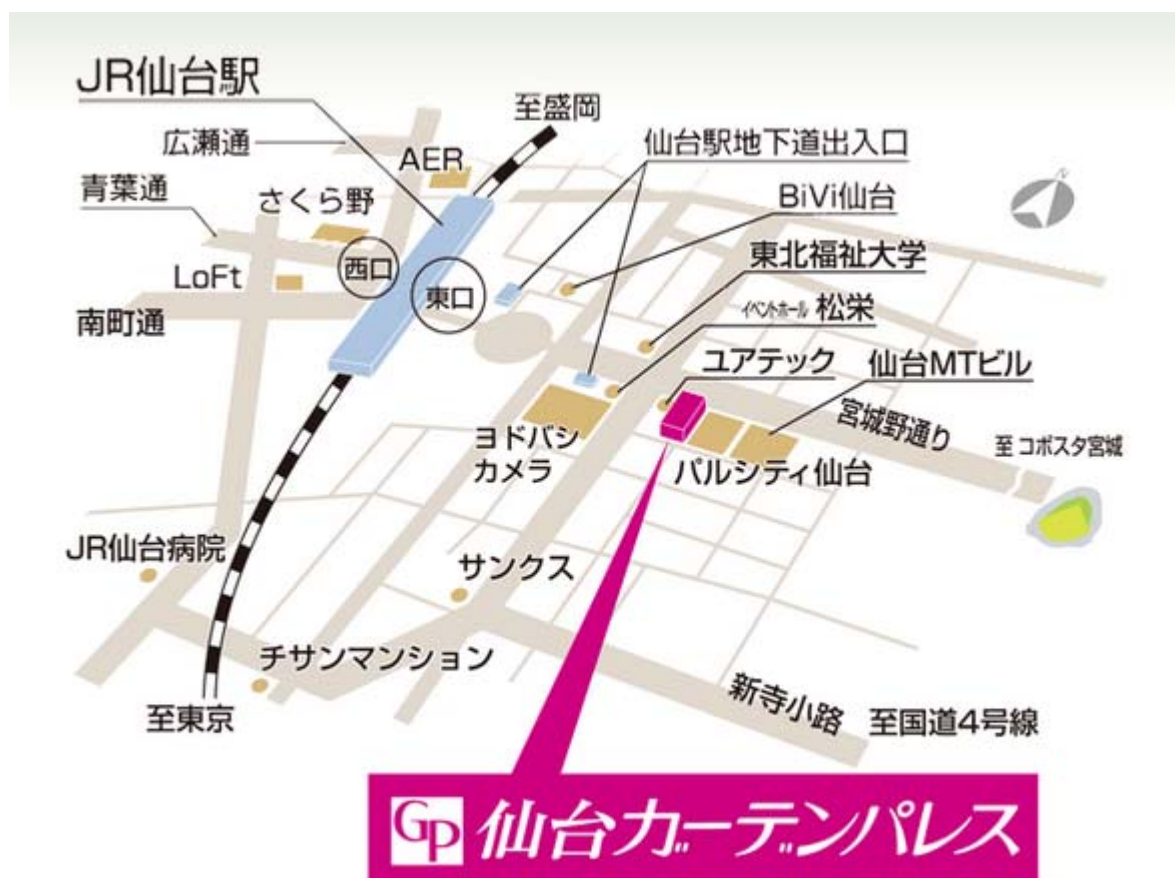 JR仙台駅
至盛岡
広瀬通
AER
仙台駅地下道出入口
青葉通
さくら野
BiVi仙台
西口
東北福祉大学
LoFt
東口
イベントホール 松栄
南町通
ユアテック
仙台MTビル
宮城野通り
至 コボスタ宮城
ヨドバシ
カメラ
パルシティ仙台
JR仙台病院
サンクス
チサンマンション
新寺小路
至国道4号線
至東京
GP 仙台ガーデンパレス